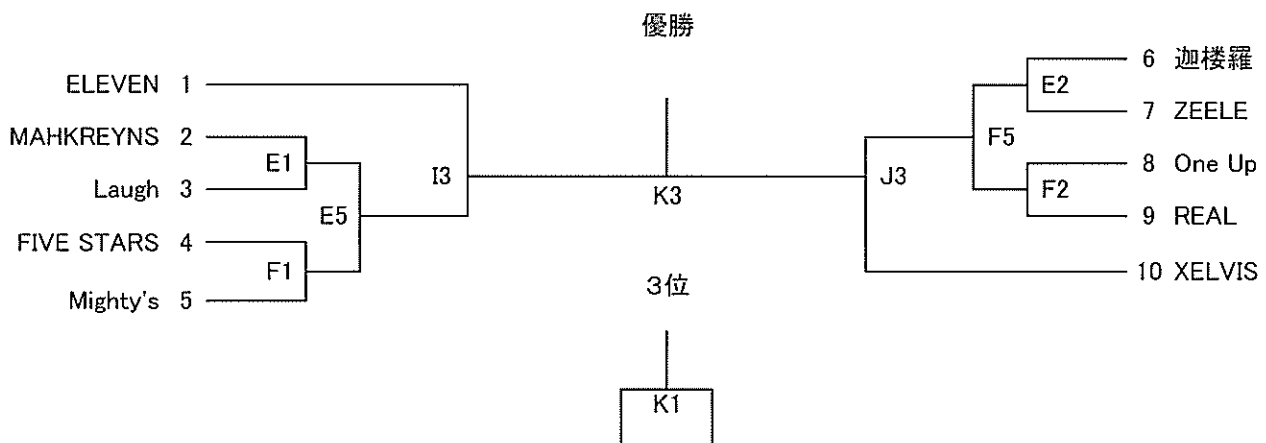 優勝
ELEVEN 1
MAHKREYNS 2
E1
Laugh 3
E5
FIVE STARS 4
F1
Mighty's 5
I3
K3
J3
6 迦楼羅
E2
7 ZEELE
F5
8 One Up
F2
9 REAL
10 XELVIS
3位
K1